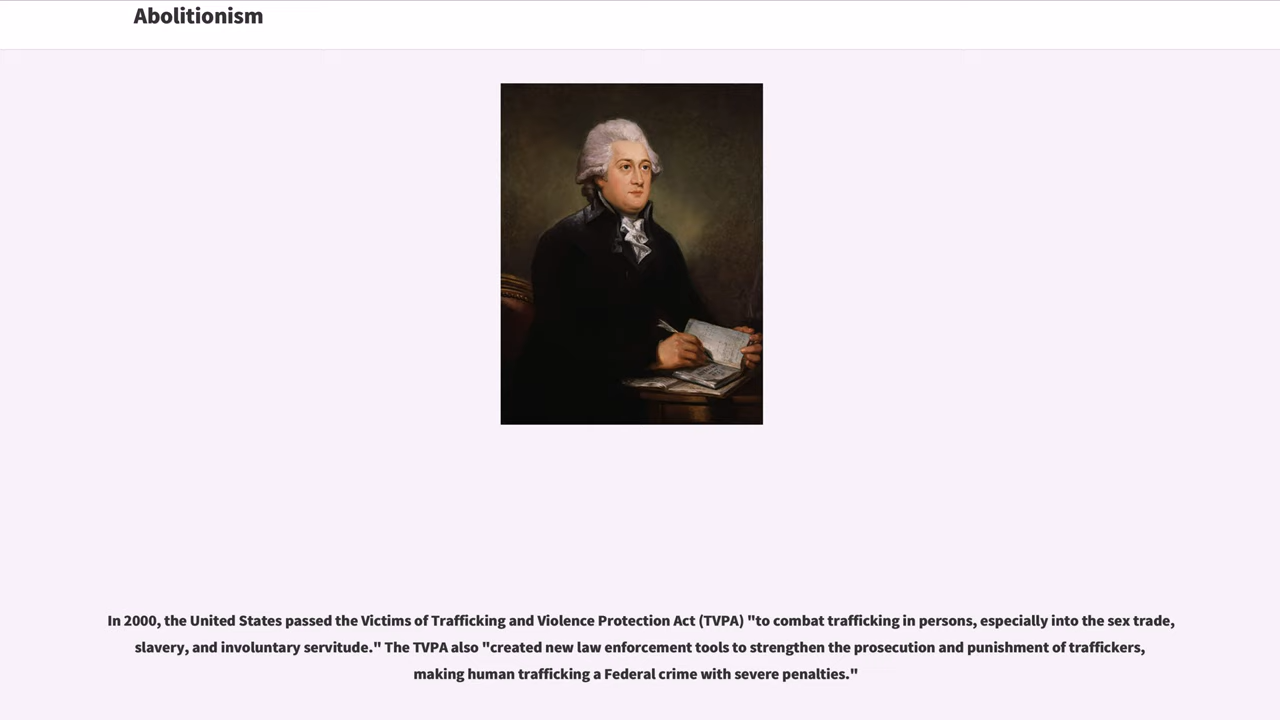 Abolitionism
In 2000, the United States passed the Victims of Trafficking and Violence Protection Act (TVPA) "to combat trafficking in persons, especially into the sex trade,
slavery, and involuntary servitude." The TVPA also "created new law enforcement tools to strengthen the prosecution and punishment of traffickers,
making human trafficking a Federal crime with severe penalties."